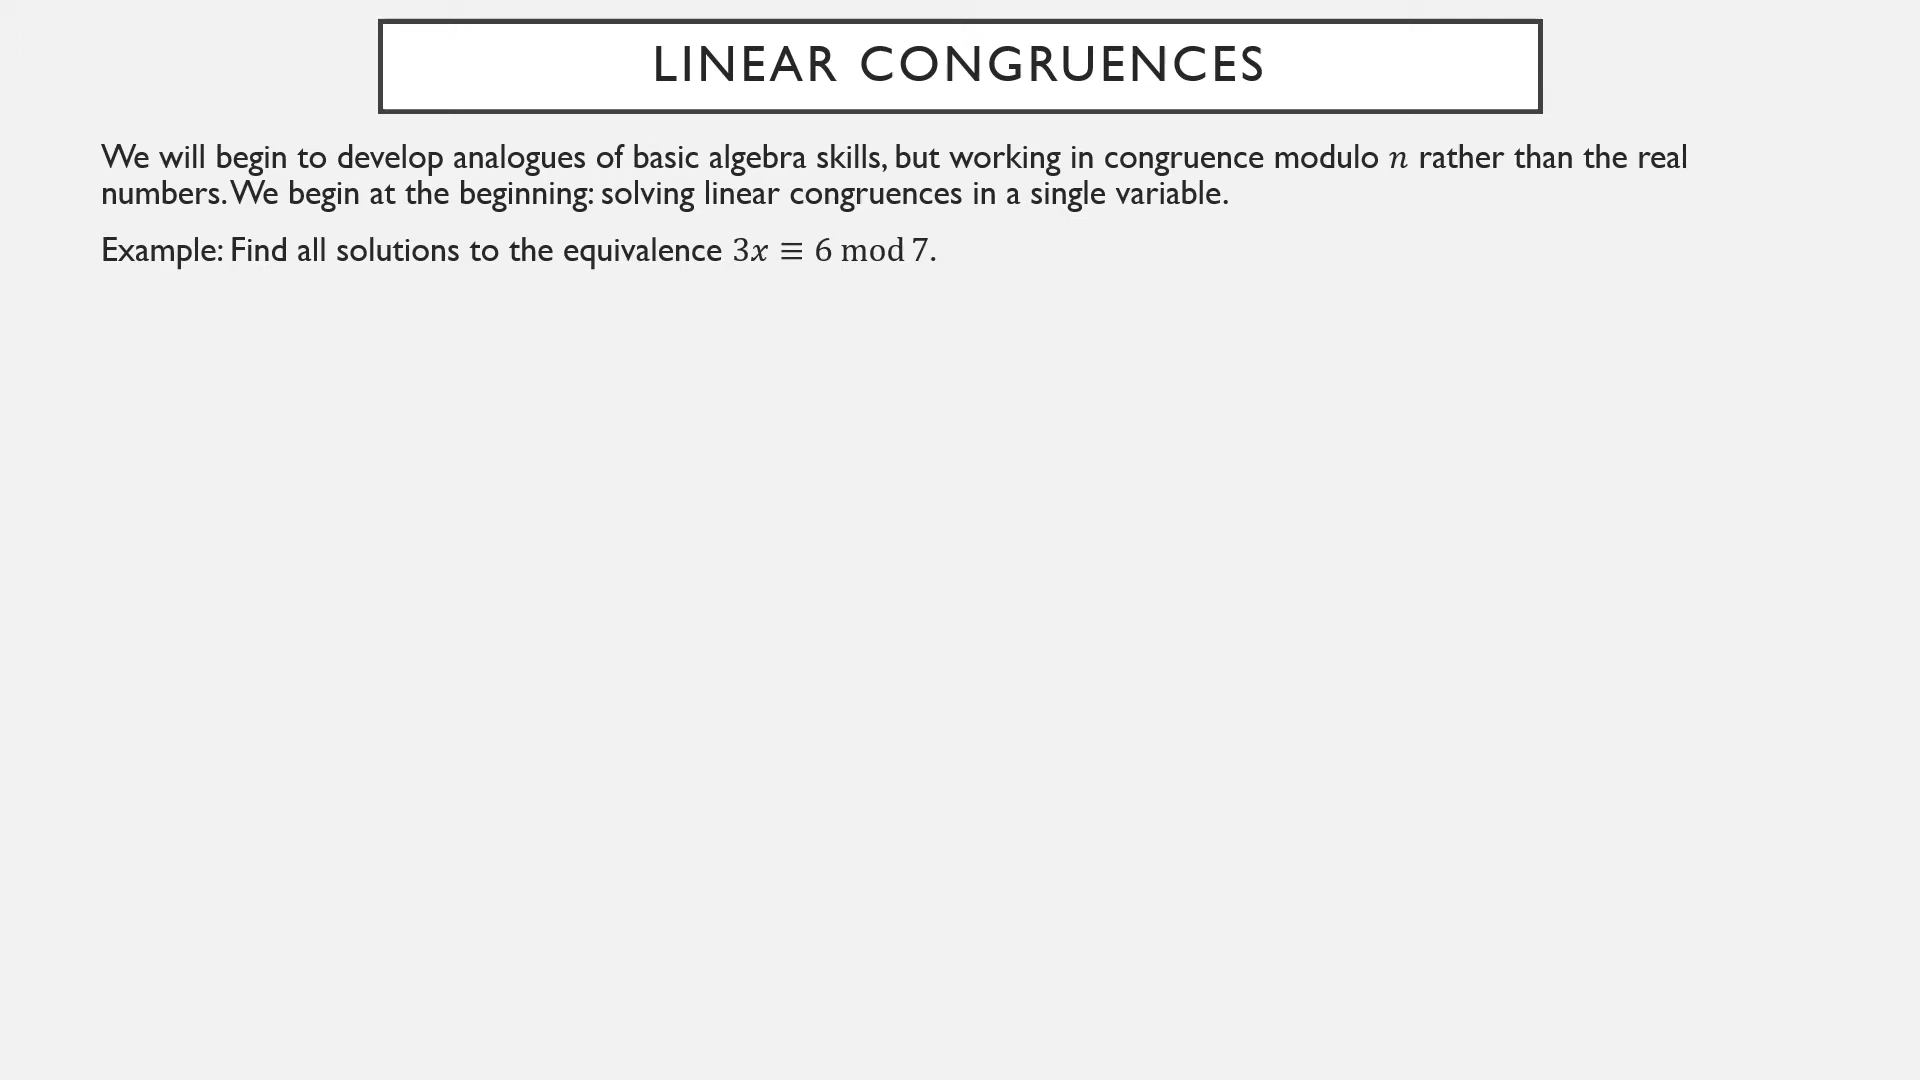 LINEAR CONGRUENCES
We will begin to develop analogues of basic algebra skills, but working in congruence modulo n rather than the real
numbers. We begin at the beginning: solving linear congruences in a single variable.
Example: Find all solutions to the equivalence 3x ≡ 6 mod 7.